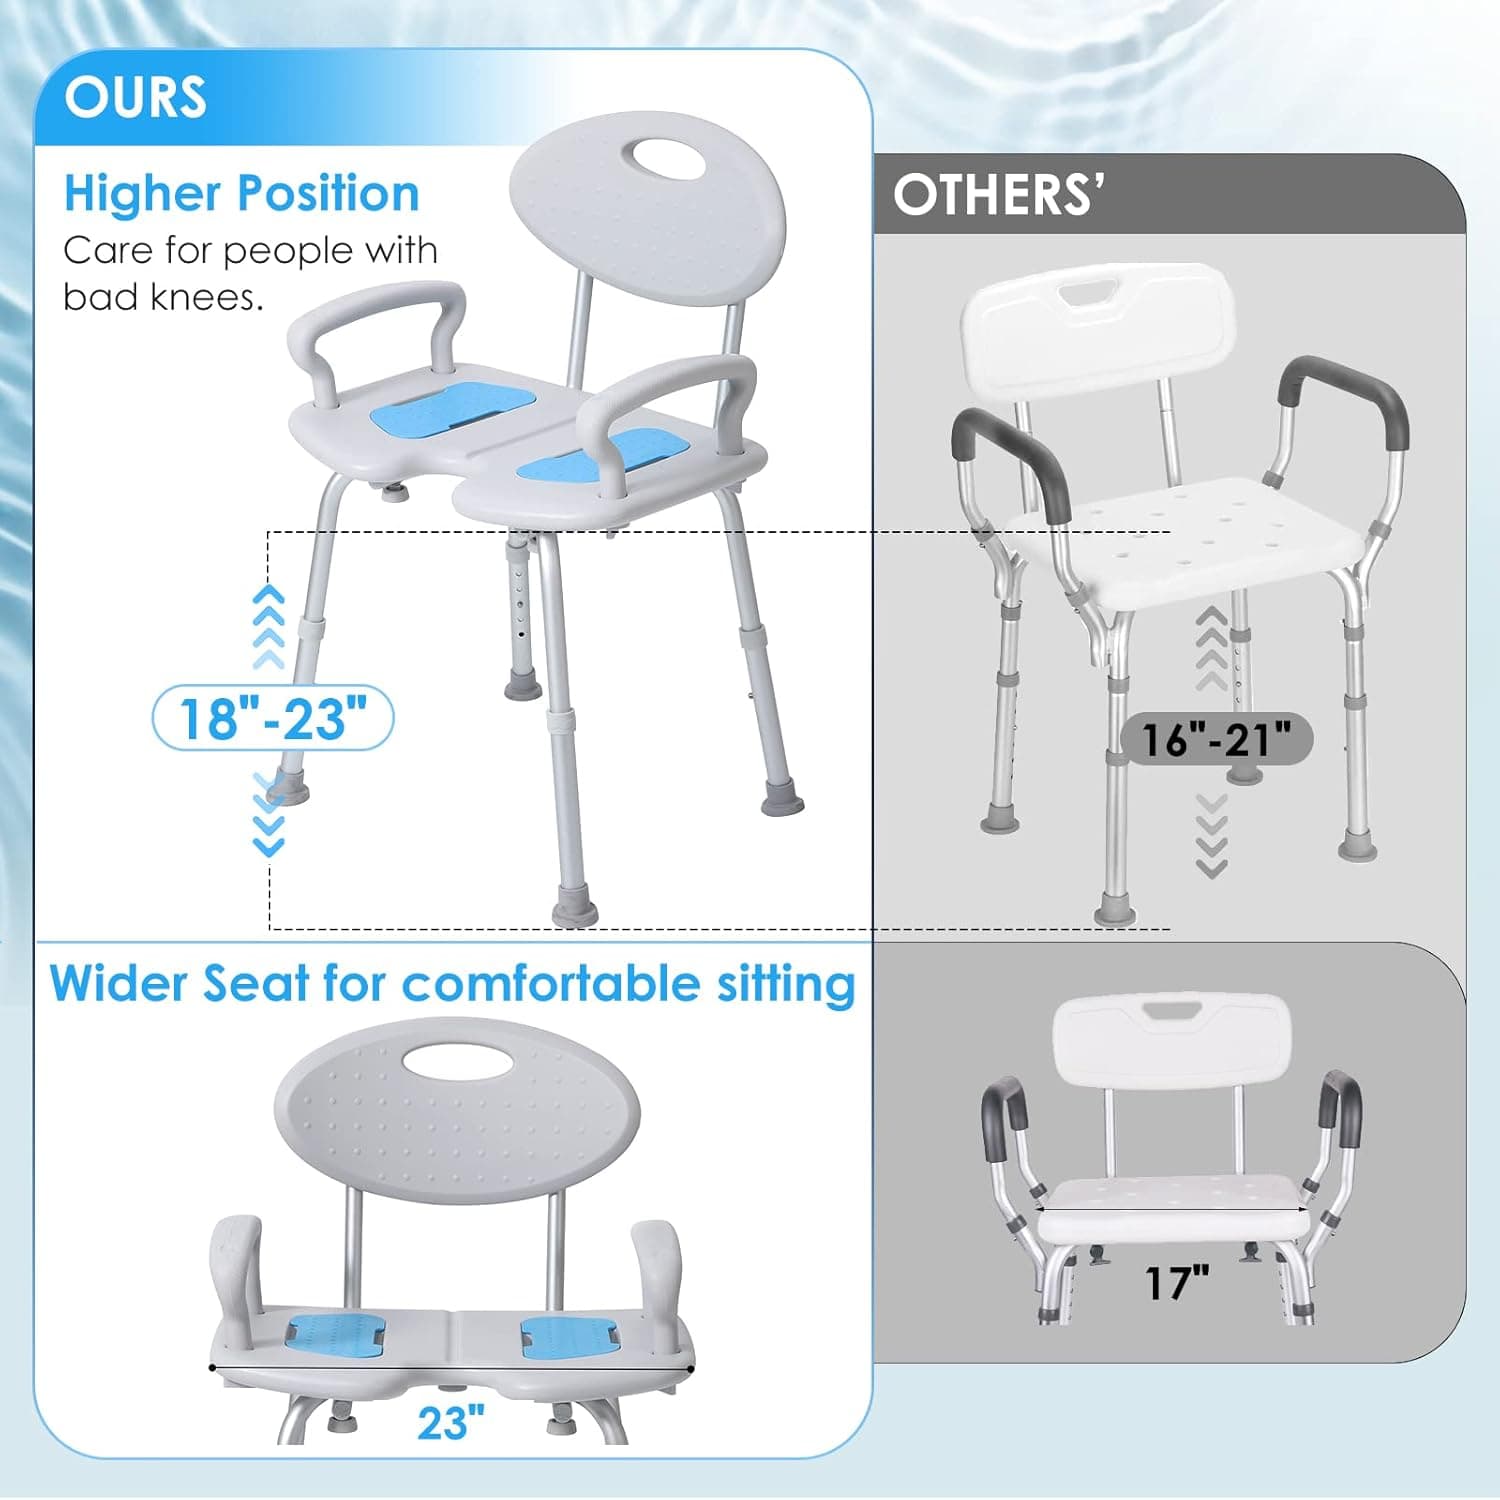 OURS
Higher Position
Care for people with
bad knees.
18"-23"
OTHERS'
16"-21"
Wider Seat for comfortable sitting
23"
17"